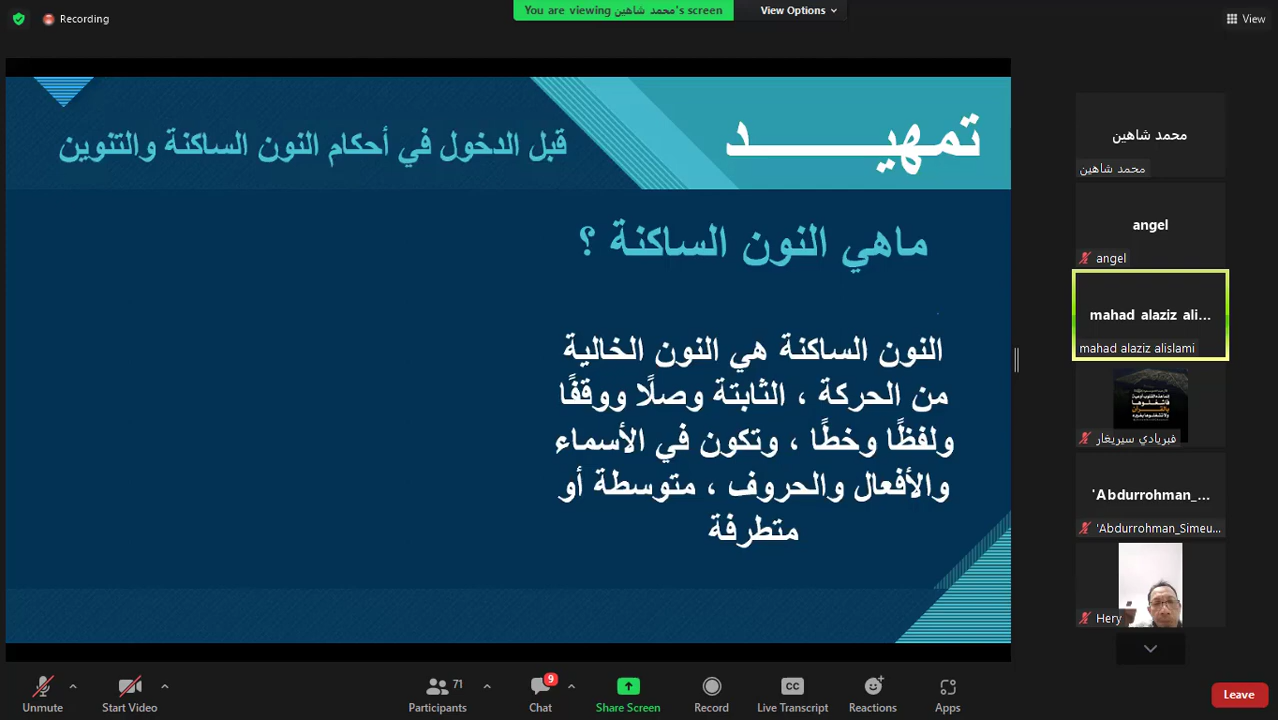 Recording
You are viewing محمد شاهين's screen
View Options
View
تمهيـــــــــد
قبل الدخول في أحكام النون الساكنة والتنوين
ماهي النون الساكنة ؟
النون الساكنة هي النون الخالية
من الحركة ، الثابتة وصلًا ووقفًا
ولفظًا وخطًا ، وتكون في الأسماء
والأفعال والحروف ، متوسطة أو
متطرفة
محمد شاهين
محمد شاهين
angel
angel
mahad alaziz ali...
mahad alaziz alislami
فيريادي سيريغار
'Abdurrohman_...
'Abdurrohman_Simeu...
Hery
Unmute
Start Video
71
Participants
9
Chat
Share Screen
Record
CC
Live Transcript
Reactions
Apps
Leave